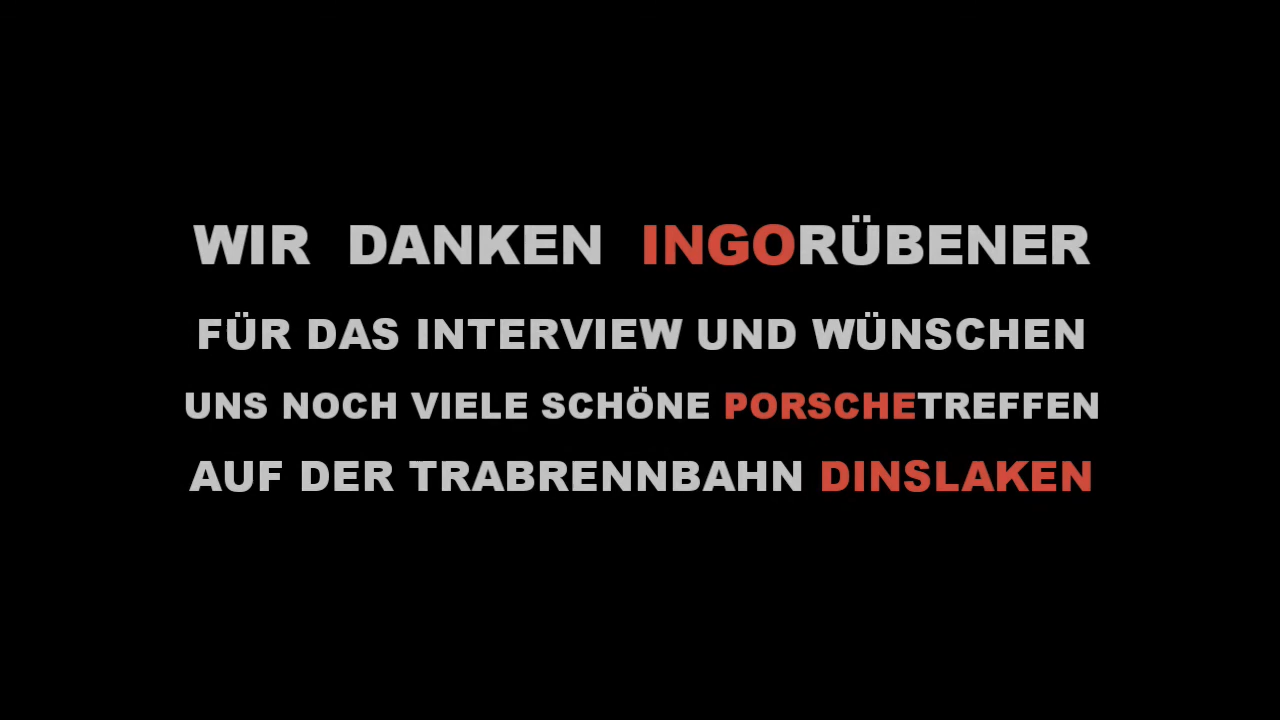 WIR DANKEN INGORÜBENER
FÜR DAS INTERVIEW UND WÜNSCHEN
UNS NOCH VIELE SCHÖNE PORSCHETREFFEN
AUF DER TRABRENNBAHN DINSLAKEN